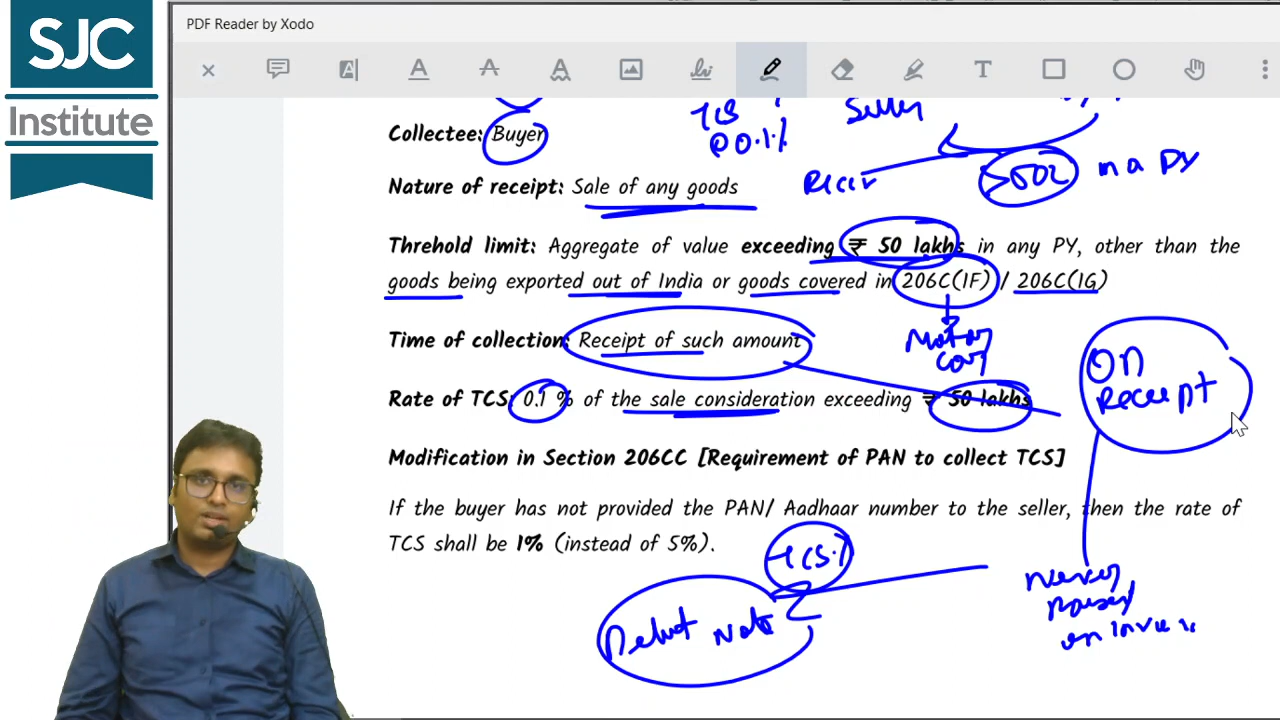 SJC
Institute
PDF Reader by Xodo
TCS
@ 0.1%
Seller
Collectee: Buyer
>50L in a PY
Nature of receipt: Sale of any goods
Threhold limit: Aggregate of value exceeding ₹ 50 lakhs in any PY, other than the
goods being exported out of India or goods covered in 206C(1F) / 206C(1G)
Time of collection: Receipt of such amount
Motor
Car
On
Receipt
Rate of TCS: 0.1 % of the sale consideration exceeding ₹ 50 lakhs
Modification in Section 206CC [Requirement of PAN to collect TCS]
If the buyer has not provided the PAN/ Aadhaar number to the seller, then the rate of
TCS shall be 1% (instead of 5%).
Debit Note
on